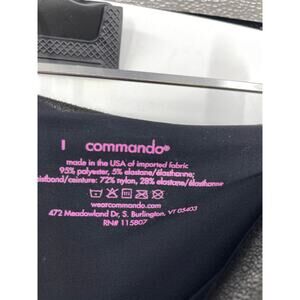 I commando®
made in the USA of imported fabric
95% polyester, 5% elastane/élasthanne;
waistband/ceinture: 72% nylon, 28% elastane/élasthanne
wearcommando.com
472 Meadowland Dr, S. Burlington, VT 05403
RN# 115807